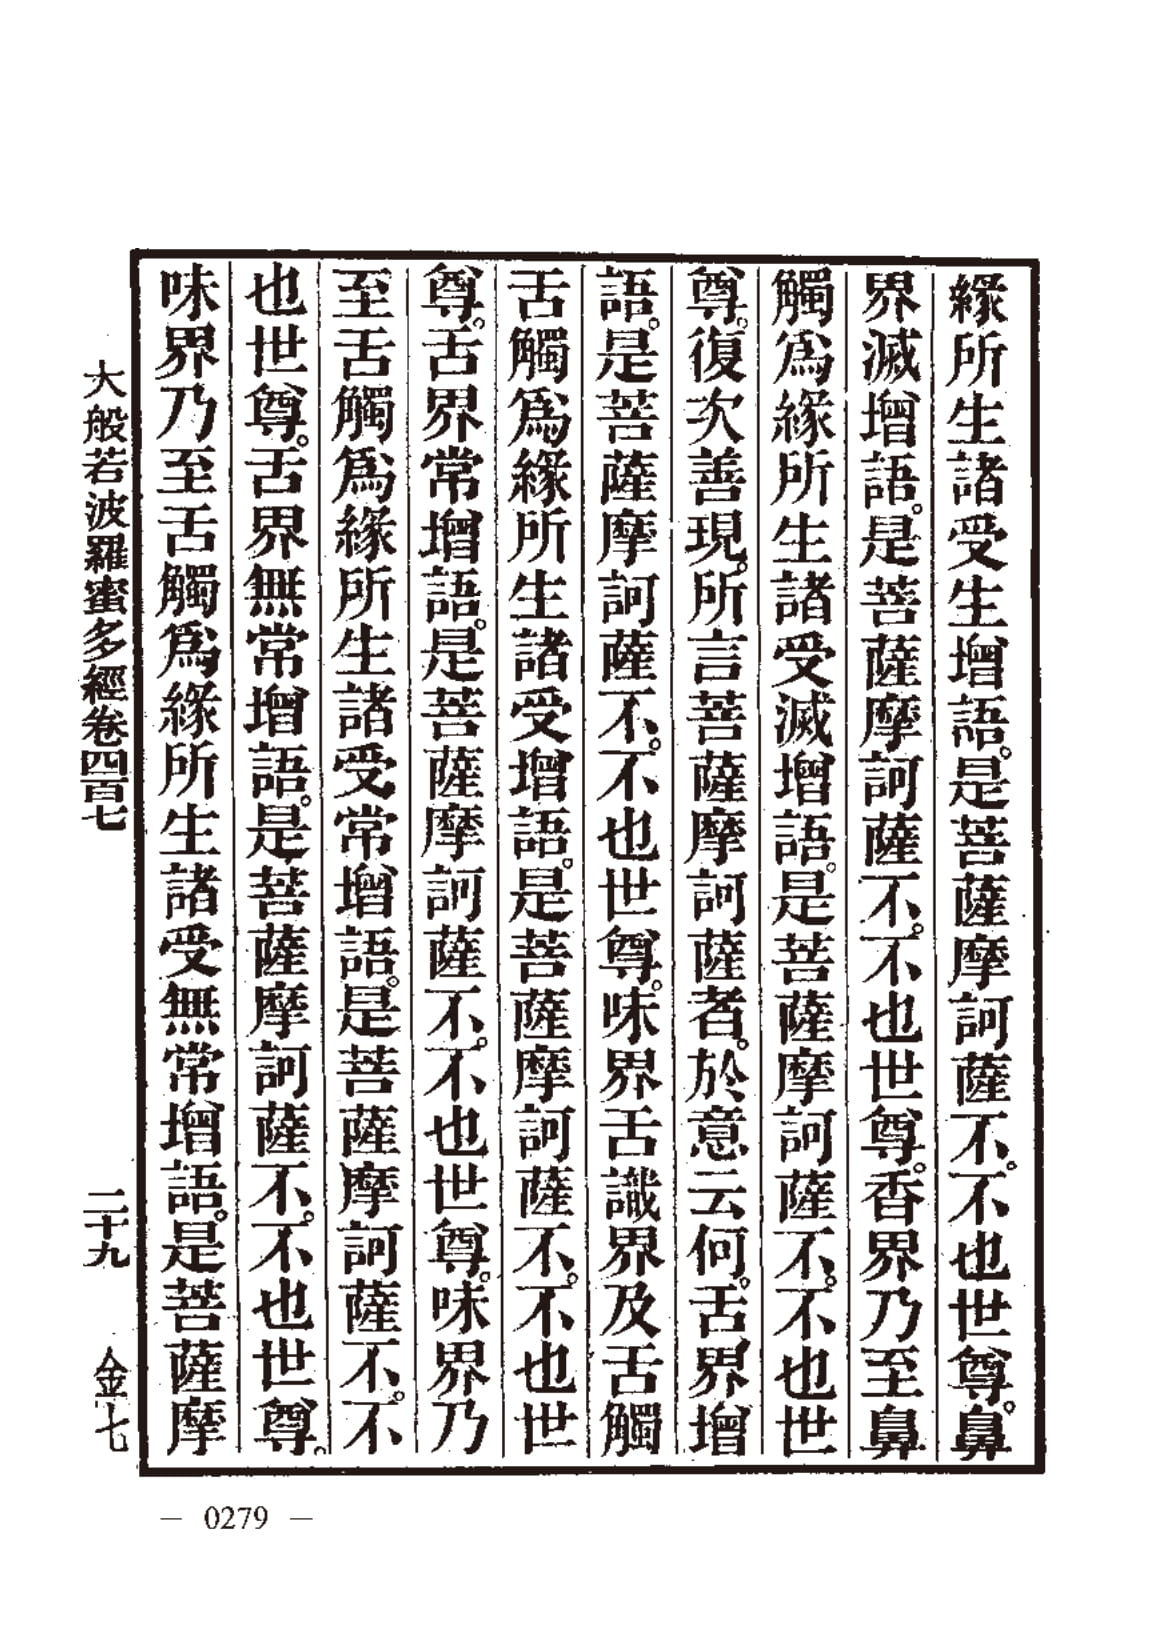 緣所生諸受生增語。是菩薩摩訶薩不。不也世尊。鼻
界滅增語。是菩薩摩訶薩不。不也世尊。香界乃至鼻
觸爲緣所生諸受滅增語。是菩薩摩訶薩不。不也世
尊。復次善現。所言菩薩摩訶薩者。於意云何。舌界增
語。是菩薩摩訶薩不。不也世尊。味界舌識界及舌觸
舌觸爲緣所生諸受增語。是菩薩摩訶薩不。不也世
尊。舌界常增語。是菩薩摩訶薩不。不也世尊。味界乃
至舌觸爲緣所生諸受常增語。是菩薩摩訶薩不。不
也世尊。舌界無常增語。是菩薩摩訶薩不。不也世尊。
味界乃至舌觸爲緣所生諸受無常增語。是菩薩摩
大般若波羅蜜多經卷四百七 二十九 金七
— 0279 —